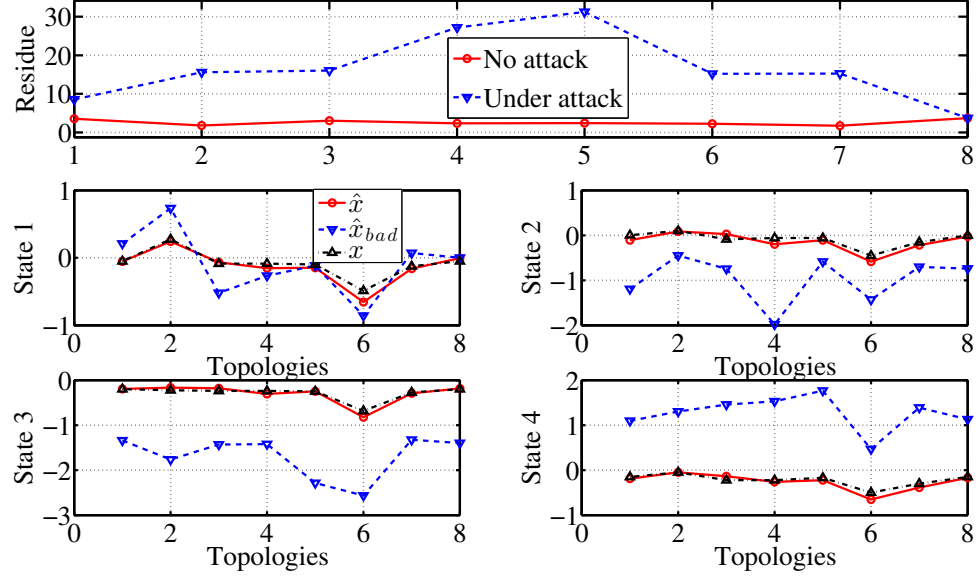 Residue
30
20
10
0
No attack
Under attack
1 2 3 4 5 6 7 8
State 1
1
0
−1
x̂
x̂_bad
x
0 2 4 6 8
Topologies
State 2
1
0
−1
−2
0 2 4 6 8
Topologies
State 3
0
−1
−2
−3
0 2 4 6 8
Topologies
State 4
2
1
0
−1
0 2 4 6 8
Topologies